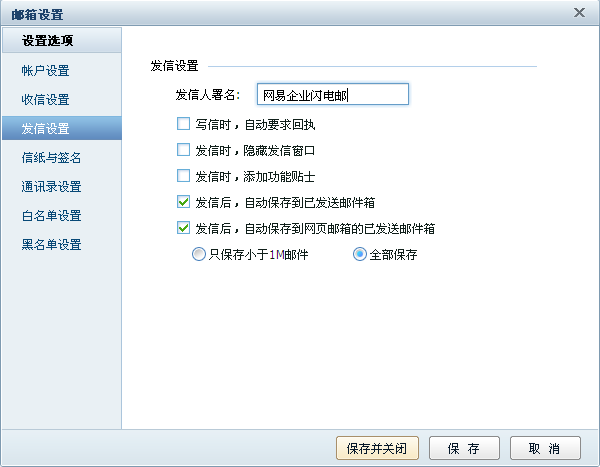 邮箱设置
设置选项
帐户设置
收信设置
发信设置
信纸与签名
通讯录设置
白名单设置
黑名单设置
发信设置
发信人署名：
网易企业闪电邮
写信时，自动要求回执
发信时，隐藏发信窗口
发信时，添加功能贴士
发信后，自动保存到已发送邮件箱
发信后，自动保存到网页邮箱的已发送邮件箱
只保存小于1M邮件 全部保存
保存并关闭 保 存 取 消